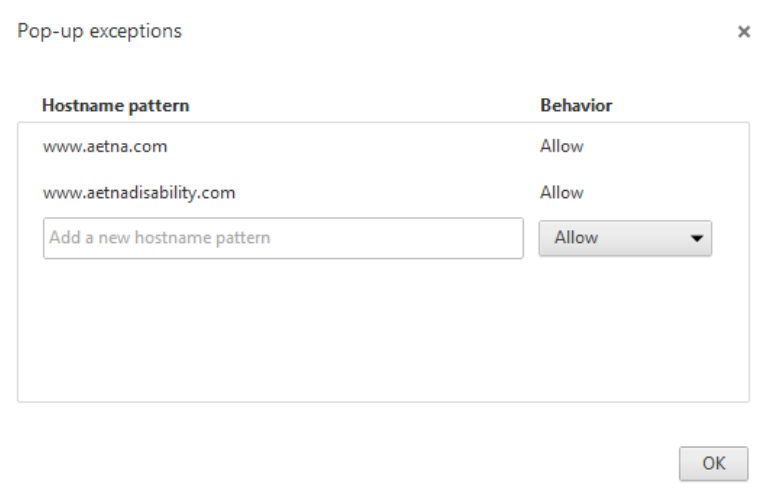 Pop-up exceptions
Hostname pattern Behavior
www.aetna.com Allow
www.aetnadisability.com Allow
Add a new hostname pattern Allow
OK